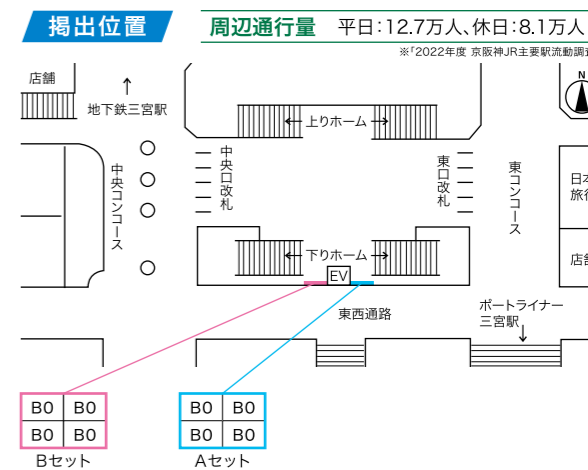 掲出位置
周辺通行量 平日:12.7万人、休日:8.1万人
※「2022年度 京阪神JR主要駅流動調査
店舗
地下鉄三宮駅
上りホーム
N
中央コンコース
中央口改札
東口改札
東コンコース
日本
旅行
下りホーム
EV
店舗
東西通路
ポートライナー
三宮駅
B0 B0
B0 B0
Bセット
B0 B0
B0 B0
Aセット